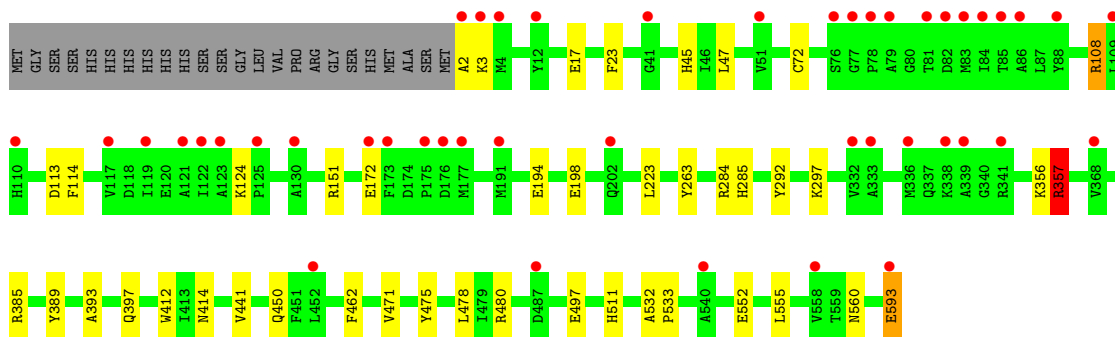 MET GLY SER SER HIS HIS HIS HIS HIS HIS SER SER GLY LEU VAL PRO ARG GLY SER HIS MET ALA SER MET A2 K3 M4 Y12 E17 F23 G41 H45 I46 L47 V51 C72 S76 G77 P78 A79 G80 T81 D82 M83 I84 T85 A86 L87 Y88 R108 L109
H110 D113 F114 V117 D118 I119 E120 A121 I122 A123 K124 P125 M130 R151 E172 F173 D174 P175 D176 M177 M191 E194 E198 Q202 L223 Y263 R284 H285 Y292 K297 V332 A333 M336 Q337 K338 A339 G340 R341 K356 R357 V368
R385 Y389 A393 Q397 W412 I413 N414 V441 Q450 F451 L452 F462 V471 Y475 L478 I479 R480 D487 E497 H511 A532 P533 A540 E552 L555 V558 T559 N560 E593